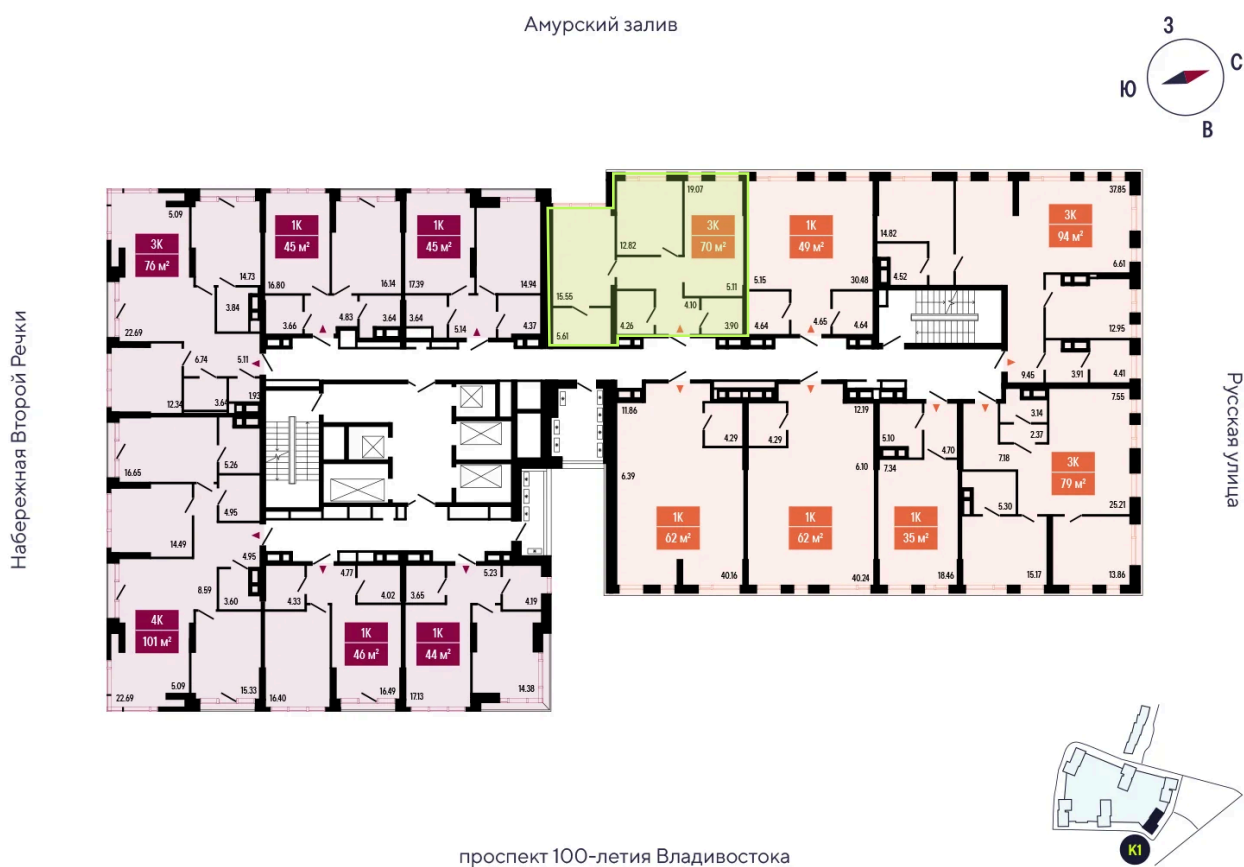 Амурский залив
З
С
Ю
В
Набережная Второй Речки
Русская улица
5.09
3К
76 м²
14.73
3.84
22.69
6.74
5.11
12.34
3.64
1.93
1К
45 м²
16.80
16.14
3.66
4.83
3.64
1К
45 м²
17.39
14.94
3.64
5.14
4.37
19.07
3К
70 м²
12.82
15.55
5.11
4.10
4.26
3.90
5.61
1К
49 м²
5.15
30.48
4.64
4.65
4.64
37.85
3К
94 м²
14.82
4.52
6.61
12.95
9.45
3.91
4.41
16.65
5.26
4.95
14.49
4.95
8.59
3.60
4К
101 м²
22.69
5.09
15.33
4.77
4.33
4.02
1К
46 м²
16.40
16.49
5.23
3.65
4.19
1К
44 м²
17.13
14.38
11.86
4.29
6.39
1К
62 м²
40.16
12.19
4.29
6.10
1К
62 м²
40.24
5.10
4.70
7.34
1К
35 м²
18.46
7.55
3.14
2.37
7.18
3К
79 м²
5.30
25.21
15.17
13.86
К1
проспект 100-летия Владивостока